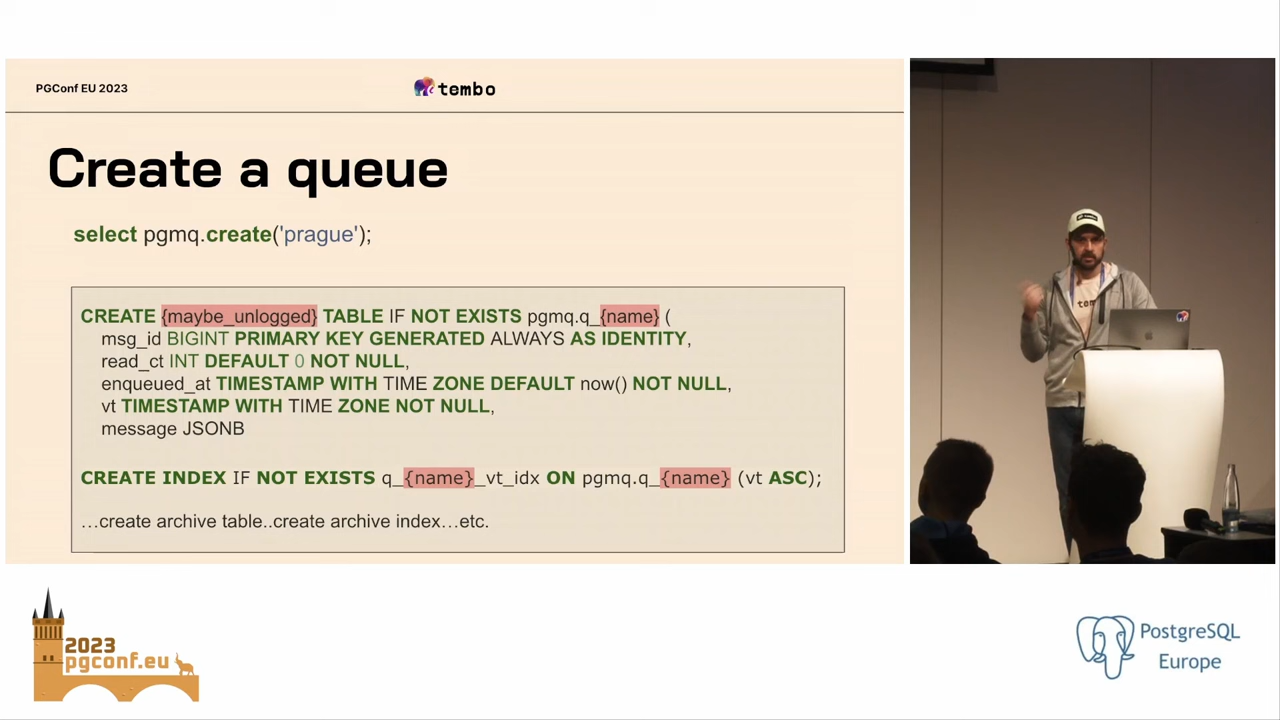 PGConf EU 2023
tembo
Create a queue
select pgmq.create('prague');
CREATE {maybe_unlogged} TABLE IF NOT EXISTS pgmq.q_{name} (
msg_id BIGINT PRIMARY KEY GENERATED ALWAYS AS IDENTITY,
read_ct INT DEFAULT 0 NOT NULL,
enqueued_at TIMESTAMP WITH TIME ZONE DEFAULT now() NOT NULL,
vt TIMESTAMP WITH TIME ZONE NOT NULL,
message JSONB
CREATE INDEX IF NOT EXISTS q_{name}_vt_idx ON pgmq.q_{name} (vt ASC);
…create archive table..create archive index…etc.
2023
pgconf.eu
PostgreSQL
Europe